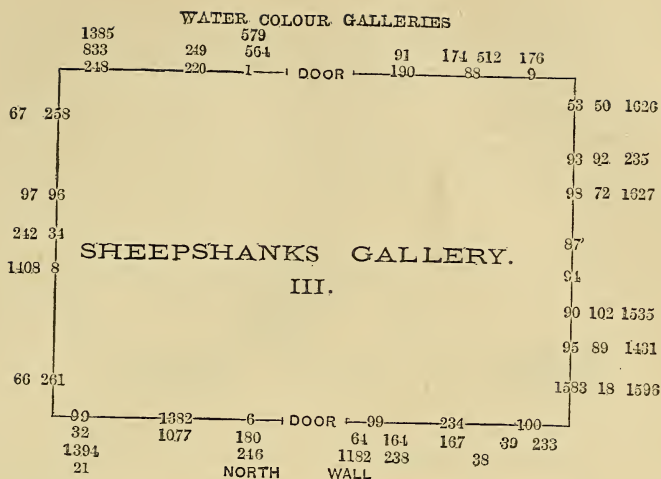 WATER COLOUR GALLERIES
1385 579
833 249 564 91 174 512 176
248 220 1 DOOR 190 88 9
67 258 53 50 1626
93 92 235
97 96 98 72 1627
242 34 87
SHEEPSHANKS GALLERY.
1408 8 94
III.
90 102 1535
95 89 1431
66 261 1583 18 1596
99 1382 6 DOOR 99 234 100
32 1077 180 64 164 167 39 233
1394 246 1182 238 38
21 NORTH WALL